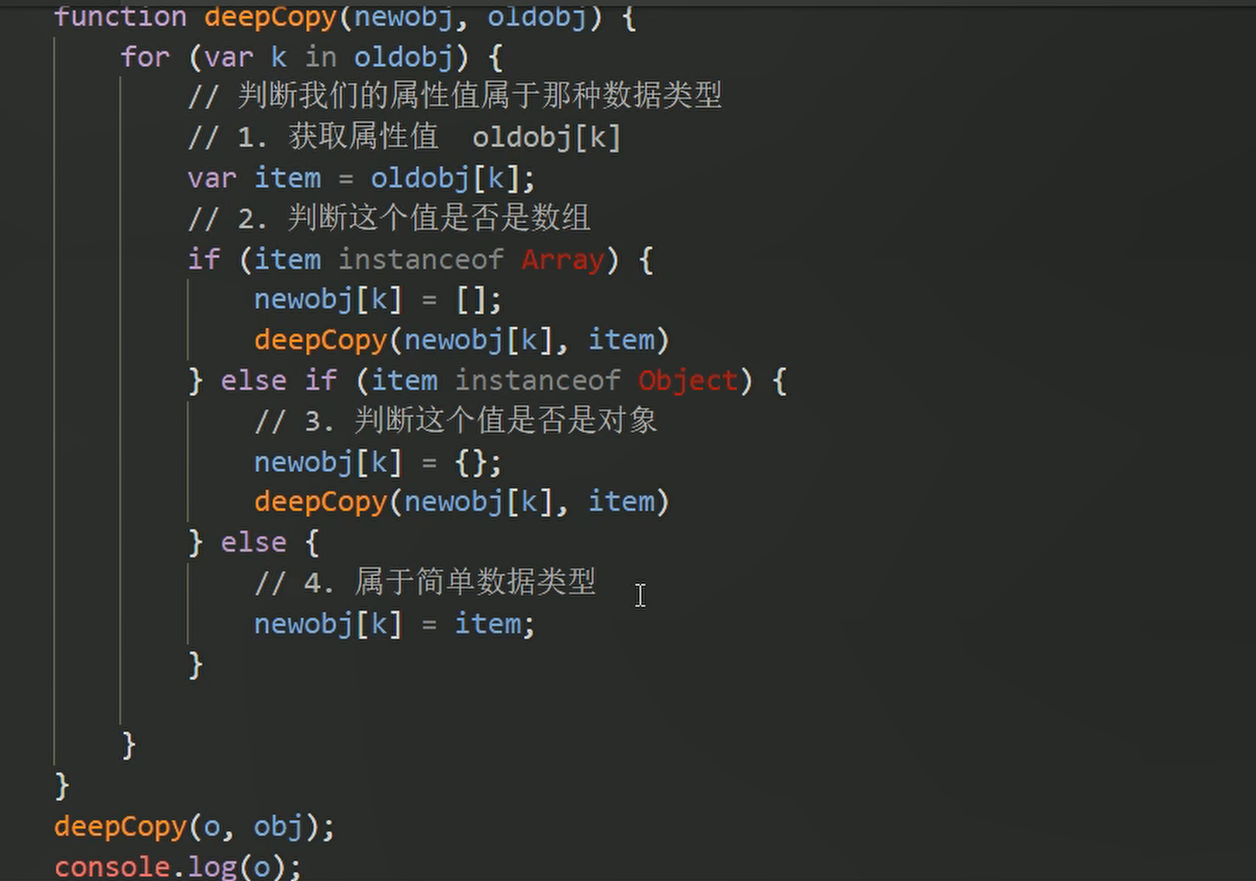 function deepCopy(newobj, oldobj) {
for (var k in oldobj) {
// 判断我们的属性值属于那种数据类型
// 1. 获取属性值  oldobj[k]
var item = oldobj[k];
// 2. 判断这个值是否是数组
if (item instanceof Array) {
newobj[k] = [];
deepCopy(newobj[k], item)
} else if (item instanceof Object) {
// 3. 判断这个值是否是对象
newobj[k] = {};
deepCopy(newobj[k], item)
} else {
// 4. 属于简单数据类型
newobj[k] = item;
}
}
}
deepCopy(o, obj);
console.log(o);